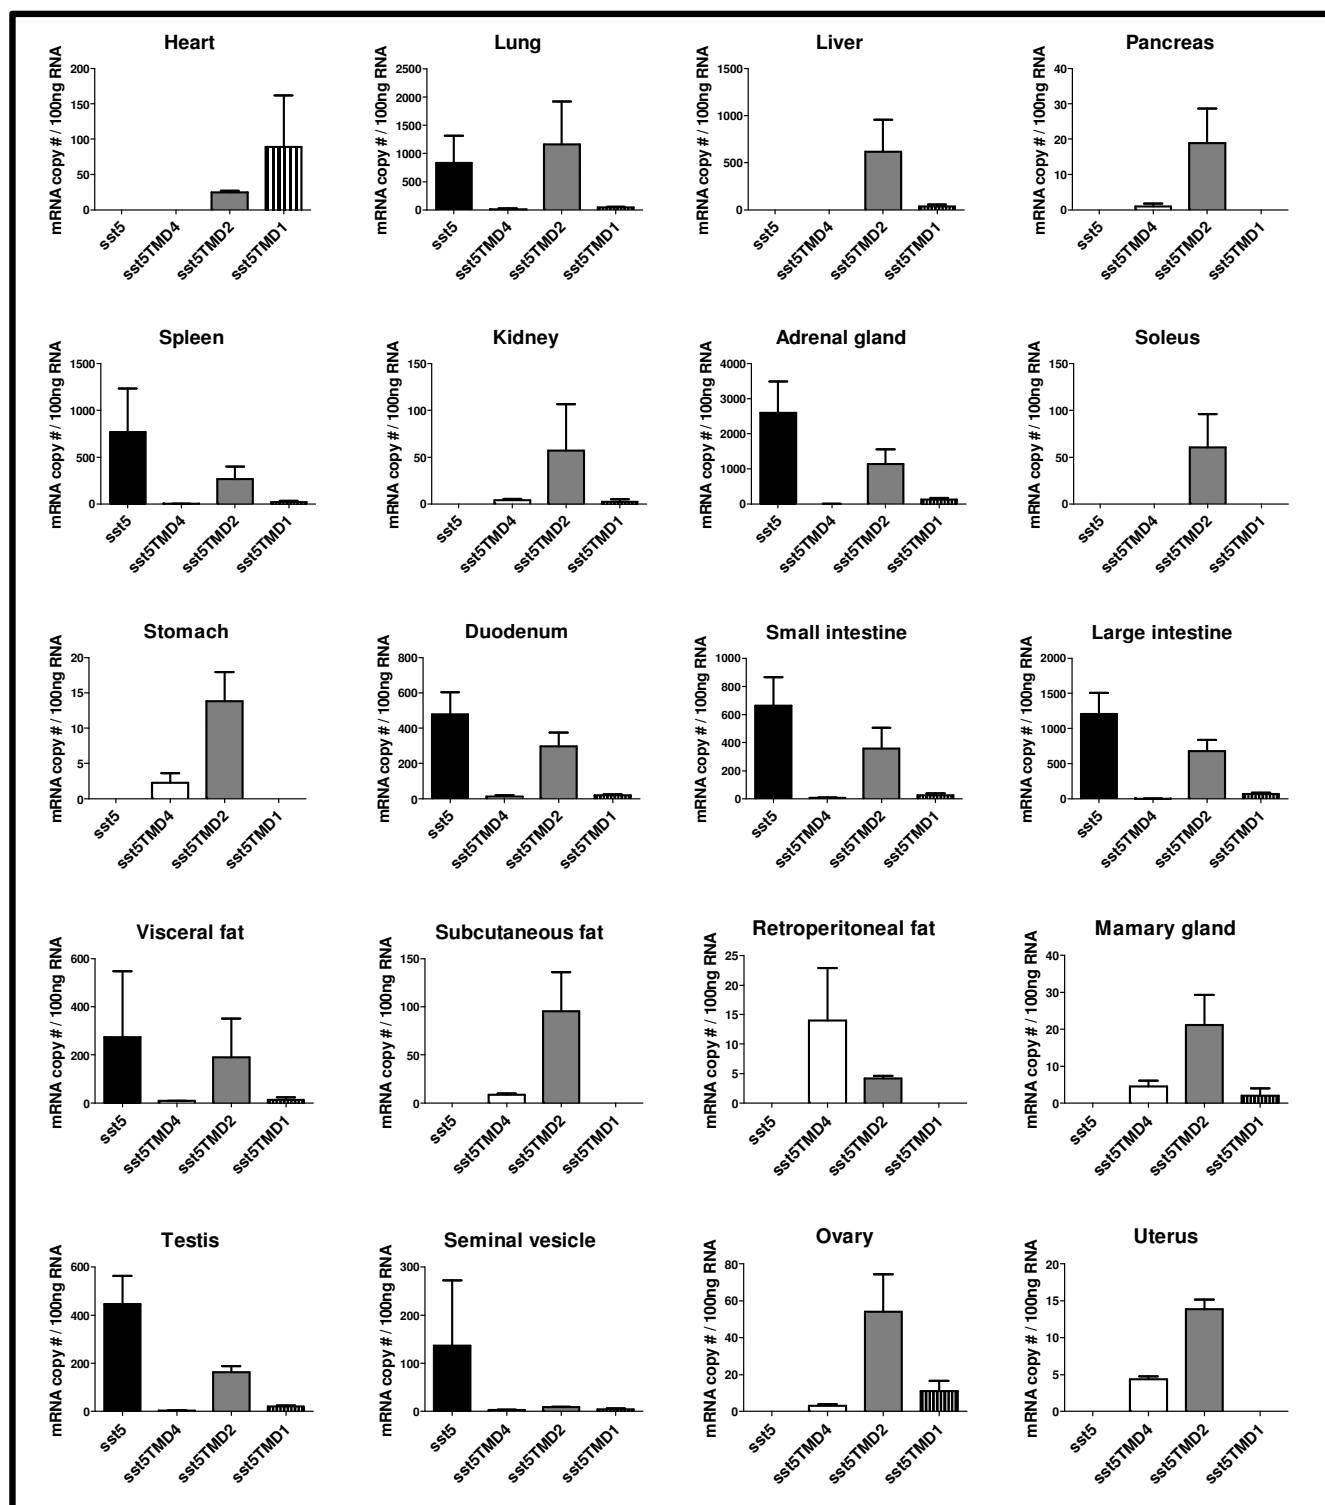 Heart
mRNA copy # / 100ng RNA
200
150
100
50
0
sst5
sst5TMD4
sst5TMD2
sst5TMD1
Lung
mRNA copy # / 100ng RNA
2500
2000
1500
1000
500
0
sst5
sst5TMD4
sst5TMD2
sst5TMD1
Liver
mRNA copy # / 100ng RNA
1500
1000
500
0
sst5
sst5TMD4
sst5TMD2
sst5TMD1
Pancreas
mRNA copy # / 100ng RNA
40
30
20
10
0
sst5
sst5TMD4
sst5TMD2
sst5TMD1
Spleen
mRNA copy # / 100ng RNA
1500
1000
500
0
sst5
sst5TMD4
sst5TMD2
sst5TMD1
Kidney
mRNA copy # / 100ng RNA
150
100
50
0
sst5
sst5TMD4
sst5TMD2
sst5TMD1
Adrenal gland
mRNA copy # / 100ng RNA
4000
3000
2000
1000
0
sst5
sst5TMD4
sst5TMD2
sst5TMD1
Soleus
mRNA copy # / 100ng RNA
150
100
50
0
sst5
sst5TMD4
sst5TMD2
sst5TMD1
Stomach
mRNA copy # / 100ng RNA
20
15
10
5
0
sst5
sst5TMD4
sst5TMD2
sst5TMD1
Duodenum
mRNA copy # / 100ng RNA
800
600
400
200
0
sst5
sst5TMD4
sst5TMD2
sst5TMD1
Small intestine
mRNA copy # / 100ng RNA
1000
800
600
400
200
0
sst5
sst5TMD4
sst5TMD2
sst5TMD1
Large intestine
mRNA copy # / 100ng RNA
2000
1500
1000
500
0
sst5
sst5TMD4
sst5TMD2
sst5TMD1
Visceral fat
mRNA copy # / 100ng RNA
600
400
200
0
sst5
sst5TMD4
sst5TMD2
sst5TMD1
Subcutaneous fat
mRNA copy # / 100ng RNA
150
100
50
0
sst5
sst5TMD4
sst5TMD2
sst5TMD1
Retroperitoneal fat
mRNA copy # / 100ng RNA
25
20
15
10
5
0
sst5
sst5TMD4
sst5TMD2
sst5TMD1
Mamary gland
mRNA copy # / 100ng RNA
40
30
20
10
0
sst5
sst5TMD4
sst5TMD2
sst5TMD1
Testis
mRNA copy # / 100ng RNA
600
400
200
0
sst5
sst5TMD4
sst5TMD2
sst5TMD1
Seminal vesicle
mRNA copy # / 100ng RNA
300
200
100
0
sst5
sst5TMD4
sst5TMD2
sst5TMD1
Ovary
mRNA copy # / 100ng RNA
80
60
40
20
0
sst5
sst5TMD4
sst5TMD2
sst5TMD1
Uterus
mRNA copy # / 100ng RNA
20
15
10
5
0
sst5
sst5TMD4
sst5TMD2
sst5TMD1